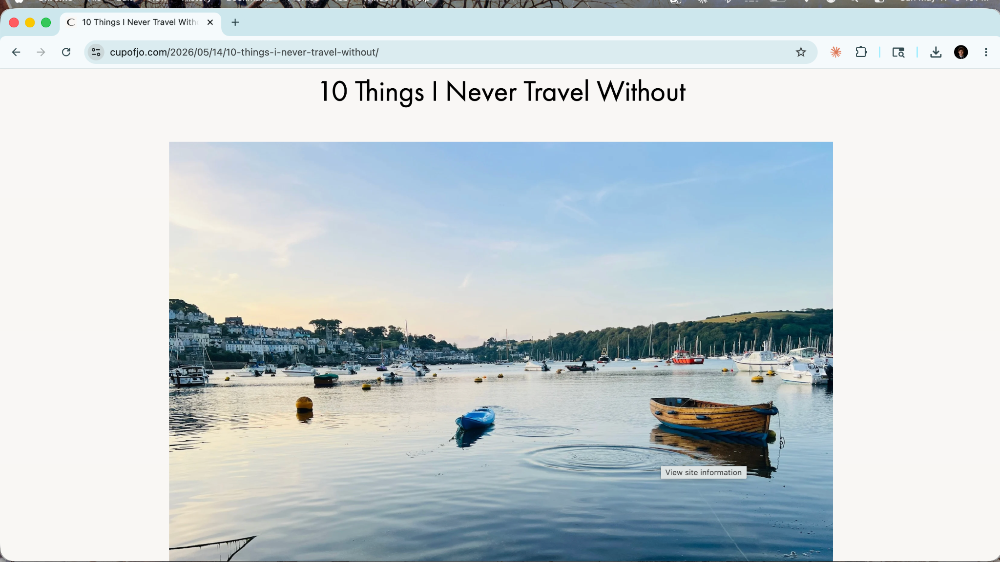 10 Things I Never Travel With
cupofjo.com/2026/05/14/10-things-i-never-travel-without/
10 Things I Never Travel Without
View site information